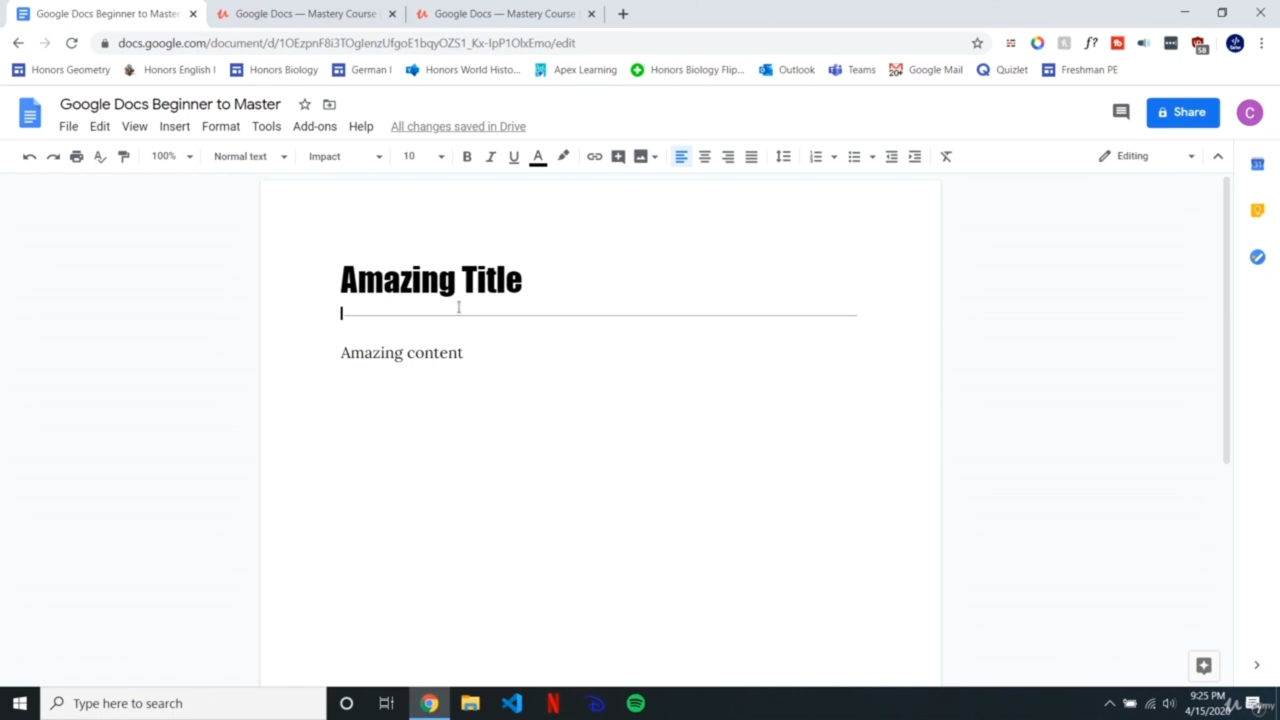 Google Docs Beginner to Master
Google Docs — Mastery Course
Google Docs — Mastery Course
docs.google.com/document/d/1OEzpnF8i3TOglenzUfgoE1bqyOZS1_Kx-IpP1OlxEmo/edit
f?
58
Honors Geometry
Honors English I
Honors Biology
German I
Honors World Histo...
Apex Learning
Honors Biology Flip...
Outlook
Teams
Google Mail
Quizlet
Freshman PE
Google Docs Beginner to Master
Share
C
File Edit View Insert Format Tools Add-ons Help All changes saved in Drive
100% Normal text Impact 10 B I U A Editing
31
Amazing Title
Amazing content
Type here to search
9:25 PM
4/15/2020